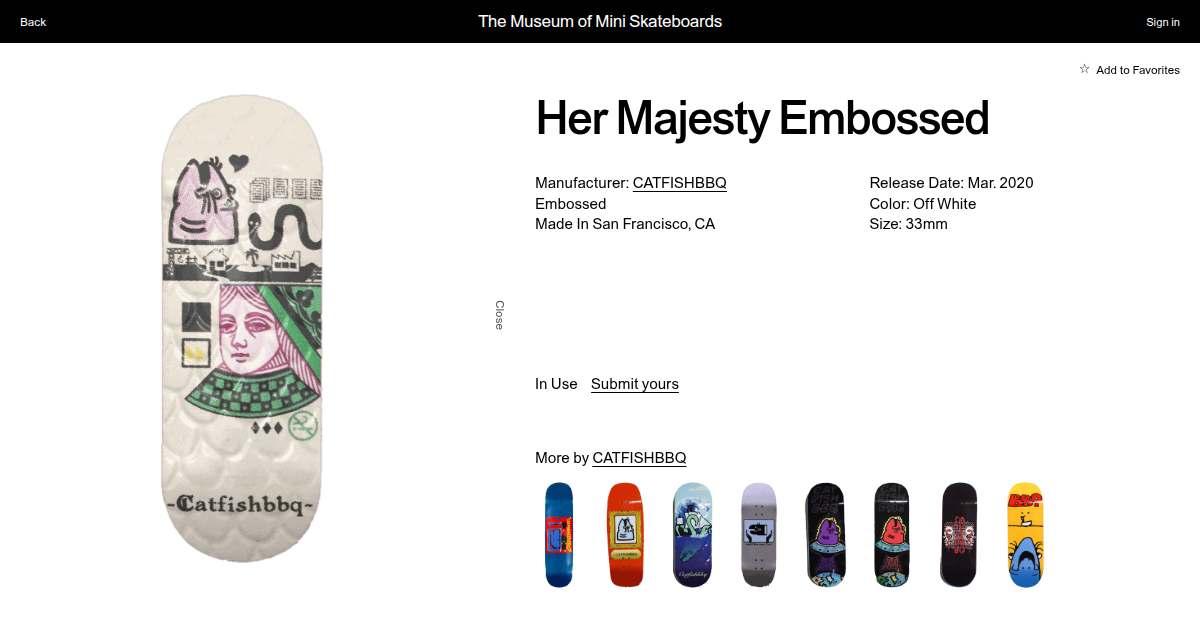 Back
The Museum of Mini Skateboards
Sign in
☆ Add to Favorites
Her Majesty Embossed
Manufacturer: CATFISHBBQ
Embossed
Made In San Francisco, CA
Release Date: Mar. 2020
Color: Off White
Size: 33mm
Close
-Catfishbbq-
In Use Submit yours
More by CATFISHBBQ